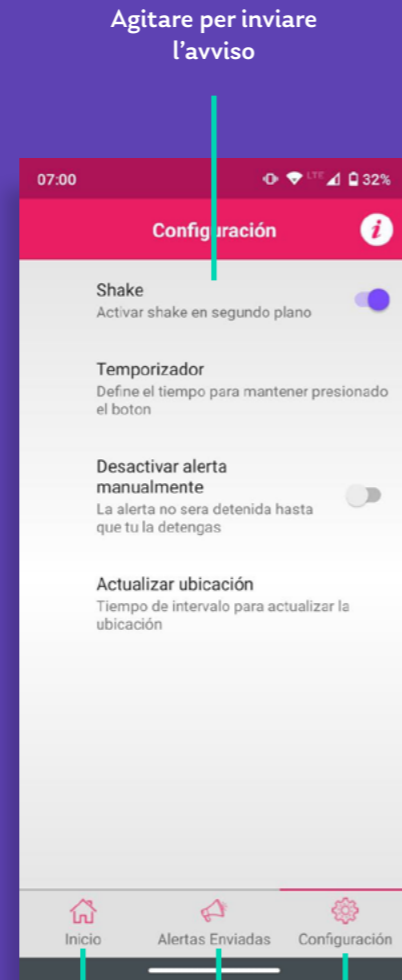 Agitare per inviare
l'avviso
07:00
LTE
32%
Configuración
i
Shake
Activar shake en segundo plano
Temporizador
Define el tiempo para mantener presionado
el boton
Desactivar alerta
manualmente
La alerta no sera detenida hasta
que tu la detengas
Actualizar ubicación
Tiempo de intervalo para actualizar la
ubicación
Inicio
Alertas Enviadas
Configuración